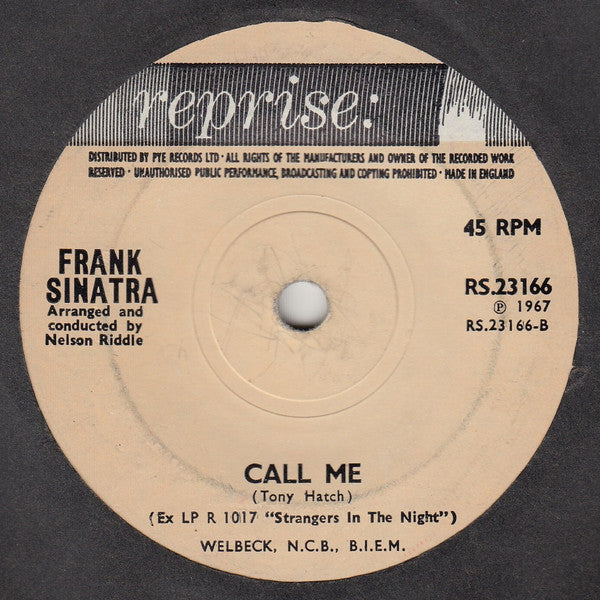 reprise:
DISTRIBUTED BY PYE RECORDS LTD · ALL RIGHTS OF THE MANUFACTURERS AND OWNER OF THE RECORDED WORK
RESERVED · UNAUTHORISED PUBLIC PERFORMANCE, BROADCASTING AND COPYING PROHIBITED · MADE IN ENGLAND
45 RPM
FRANK
SINATRA
Arranged and
conducted by
Nelson Riddle
RS.23166
Ⓟ 1967
RS.23166-B
CALL ME
(Tony Hatch)
(Ex LP R 1017 "Strangers In The Night")
WELBECK, N.C.B., B.I.E.M.